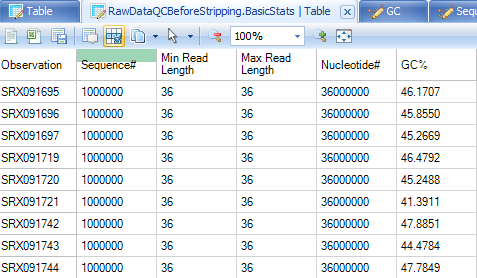 Table RawDataQCBeforeStripping.BasicStats | Table GC
100%
Observation Sequence# Min Read Length Max Read Length Nucleotide# GC%
SRX091695 1000000 36 36 36000000 46.1707
SRX091696 1000000 36 36 36000000 45.8550
SRX091697 1000000 36 36 36000000 45.2669
SRX091719 1000000 36 36 36000000 46.4792
SRX091720 1000000 36 36 36000000 45.2488
SRX091721 1000000 36 36 36000000 41.3911
SRX091742 1000000 36 36 36000000 47.8851
SRX091743 1000000 36 36 36000000 44.4784
SRX091744 1000000 36 36 36000000 47.7849